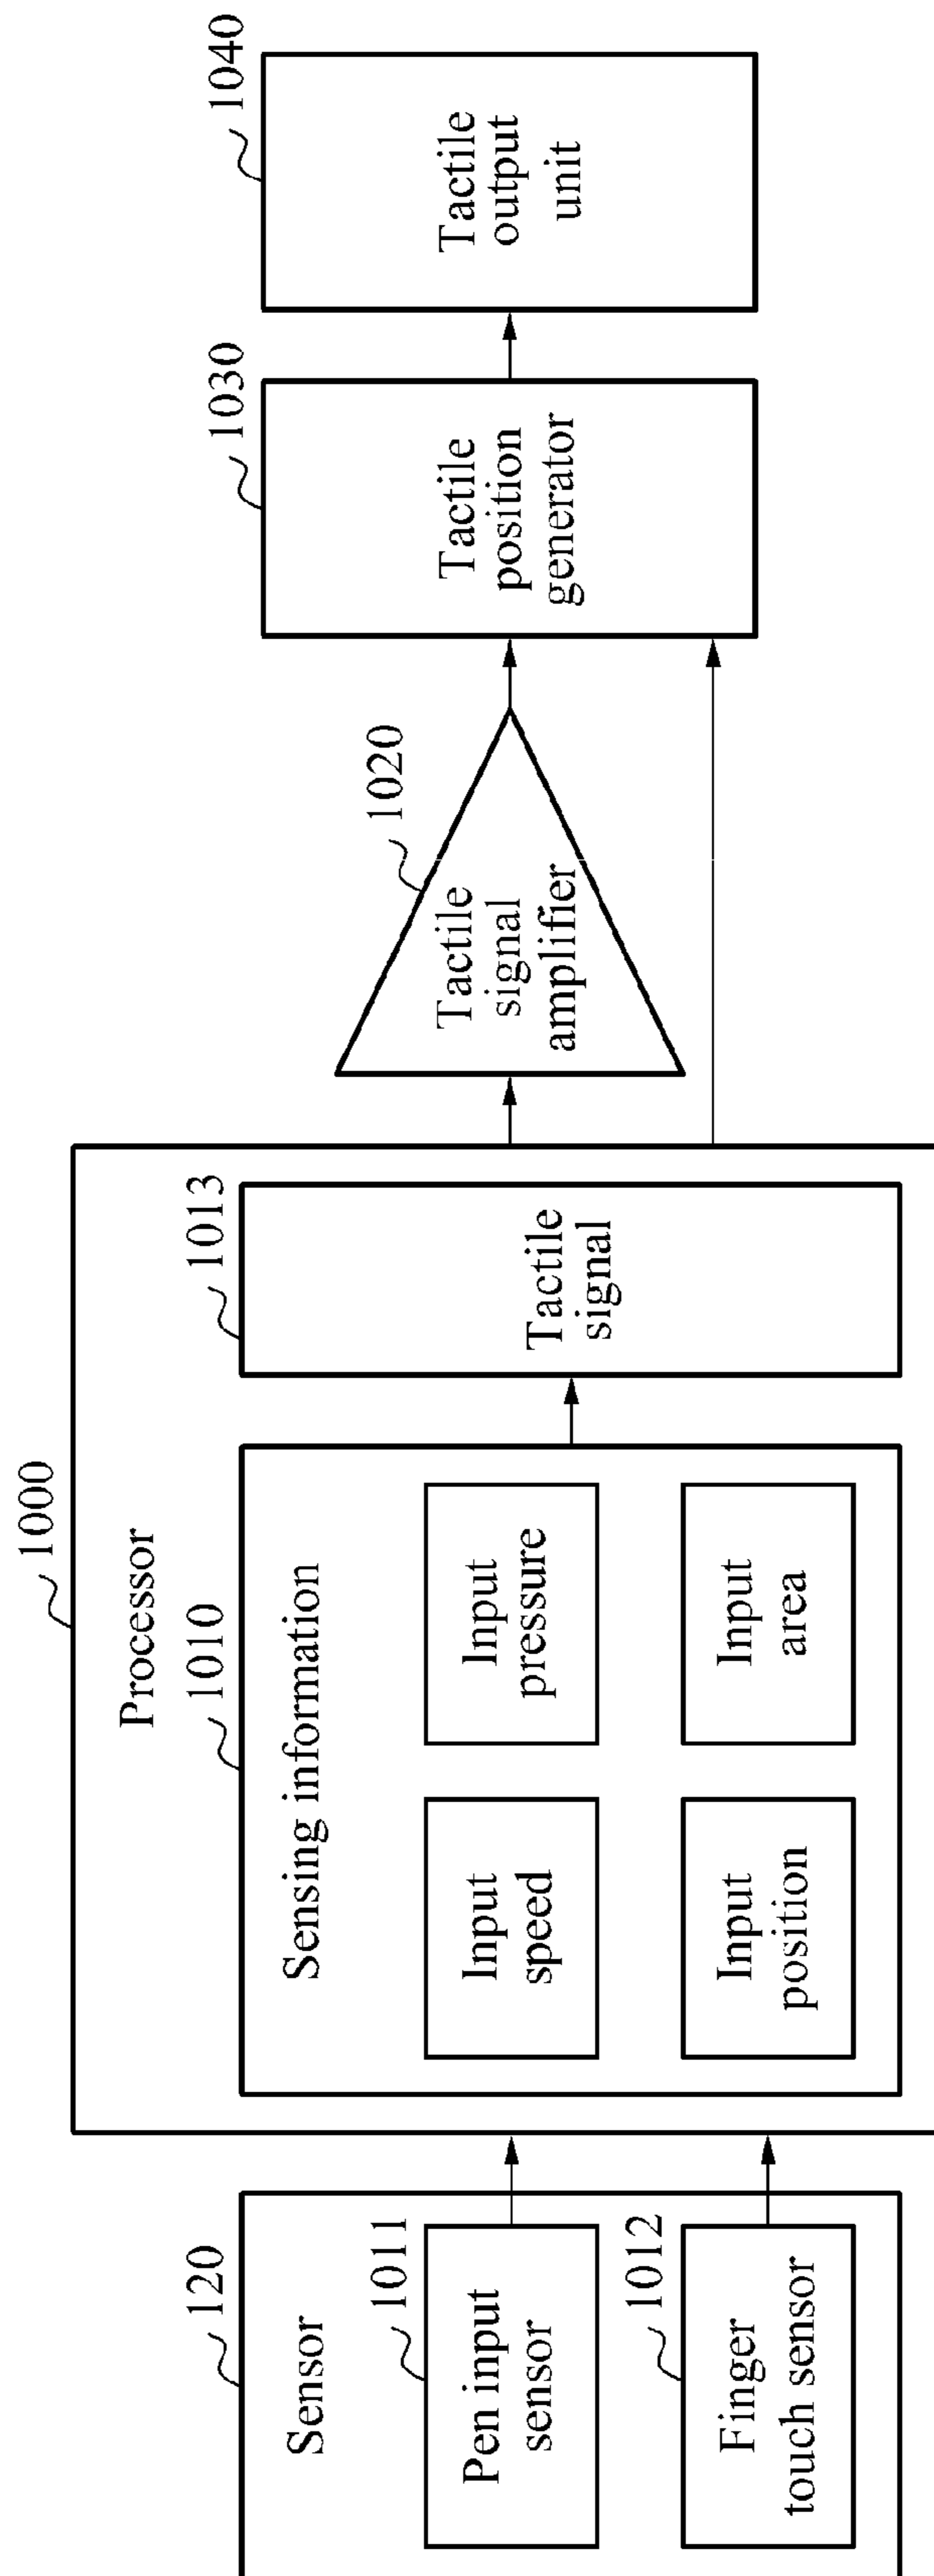 120
Sensor
1011
Pen input
sensor
1012
Finger
touch sensor
1000
Processor
1010
Sensing information
Input
speed
Input
pressure
Input
position
Input
area
1013
Tactile
signal
1020
Tactile
signal
amplifier
1030
Tactile
position
generator
1040
Tactile
output
unit